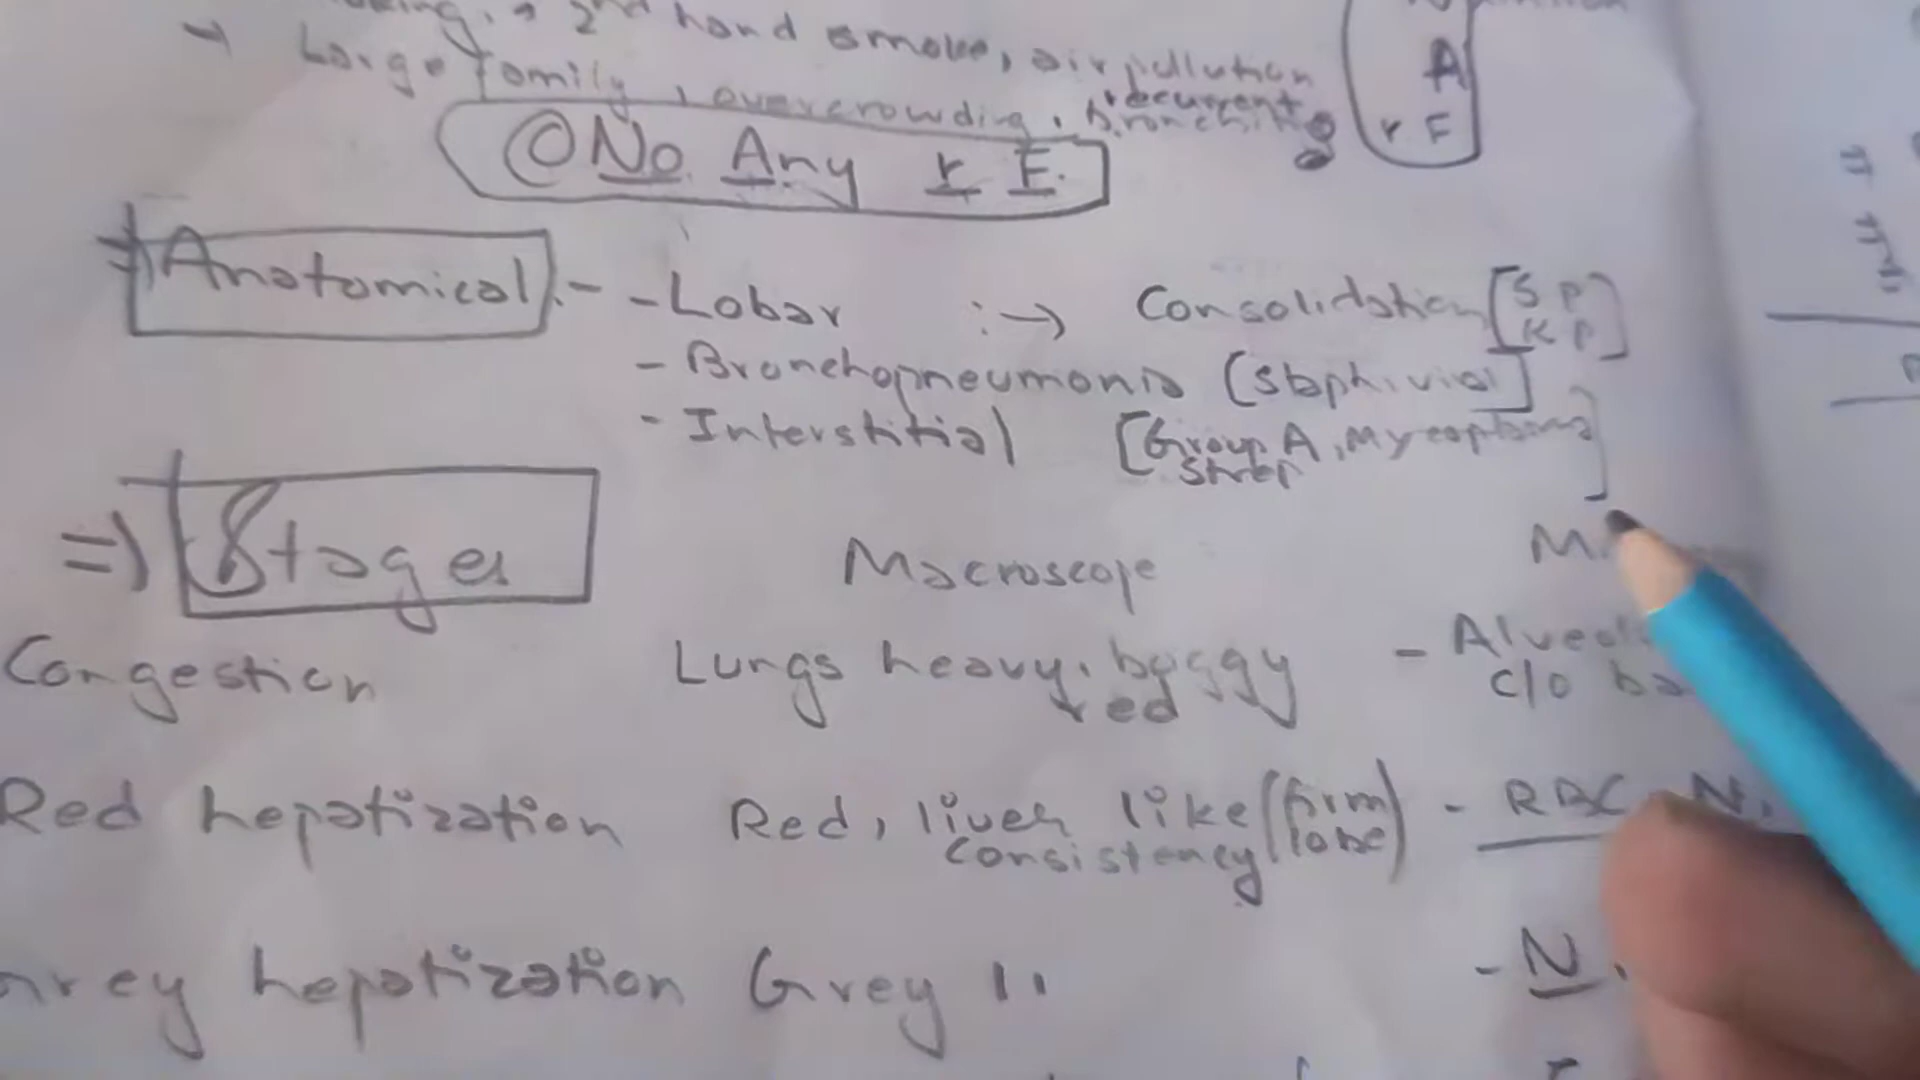 2nd hand smoke, air pollution
→ Large family, overcrowding, recurrent
A
r F
@ No Any r F.
⇒ Anatomical :- - Lobar :→ Consolidation [S P
K P]
- Bronchopneumonia [Staph, viral]
- Interstitial [Group A, Mycoplasma
Strep]
⇒ Stages Macroscope
Congestion Lungs heavy, boggy -
red c/o
Red hepatization Red, liver like (firm - RBC, N,
consistency lobe)
Grey hepatization Grey 11 - N,